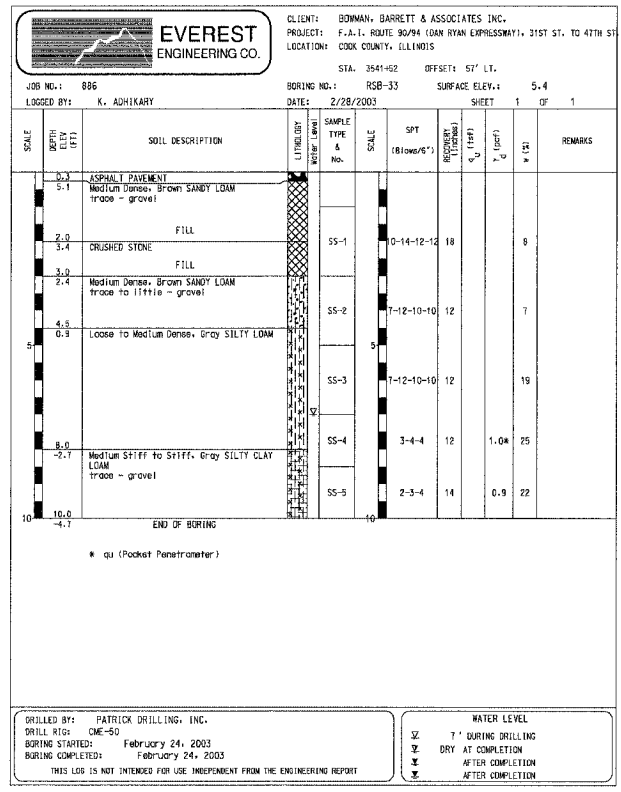 EVEREST
ENGINEERING CO.
CLIENT: BOWMAN, BARRETT & ASSOCIATES INC.
PROJECT: F.A.I. ROUTE 90/94 (DAN RYAN EXPRESSWAY), 31ST ST. TO 47TH ST
LOCATION: COOK COUNTY, ILLINOIS
STA. 3541+52 OFFSET: 57' LT.
JOB NO.: 886 BORING NO.: RSB-33 SURFACE ELEV.: 5.4
LOGGED BY: K. ADHIKARY DATE: 2/28/2003 SHEET 1 OF 1
SCALE DEPTH ELEV (FT) SOIL DESCRIPTION LITHOLOGY Water Level SAMPLE TYPE & No. SCALE SPT (Blows/6") RECOVERY (Inches) qu (tsf) γd (pcf) w (%) REMARKS
0.3 ASPHALT PAVEMENT
5.1 Medium Dense, Brown SANDY LOAM
trace - gravel
FILL
2.0
3.4 CRUSHED STONE SS-1 10-14-12-12 18 8
FILL
3.0
2.4 Medium Dense, Brown SANDY LOAM
trace to little - gravel
SS-2 7-12-10-10 12 7
4.5
0.9 Loose to Medium Dense, Gray SILTY LOAM
5 5
SS-3 7-12-10-10 12 19
SS-4 3-4-4 12 1.0* 25
8.0
-2.7 Medium Stiff to Stiff, Gray SILTY CLAY
LOAM
trace - gravel
SS-5 2-3-4 14 0.9 22
10 10.0 10
-4.7 END OF BORING
* qu (Pocket Penetrometer)
DRILLED BY: PATRICK DRILLING, INC.
DRILL RIG: CME-50
BORING STARTED: February 24, 2003
BORING COMPLETED: February 24, 2003
THIS LOG IS NOT INTENDED FOR USE INDEPENDENT FROM THE ENGINEERING REPORT
WATER LEVEL
7 ' DURING DRILLING
DRY AT COMPLETION
AFTER COMPLETION
AFTER COMPLETION